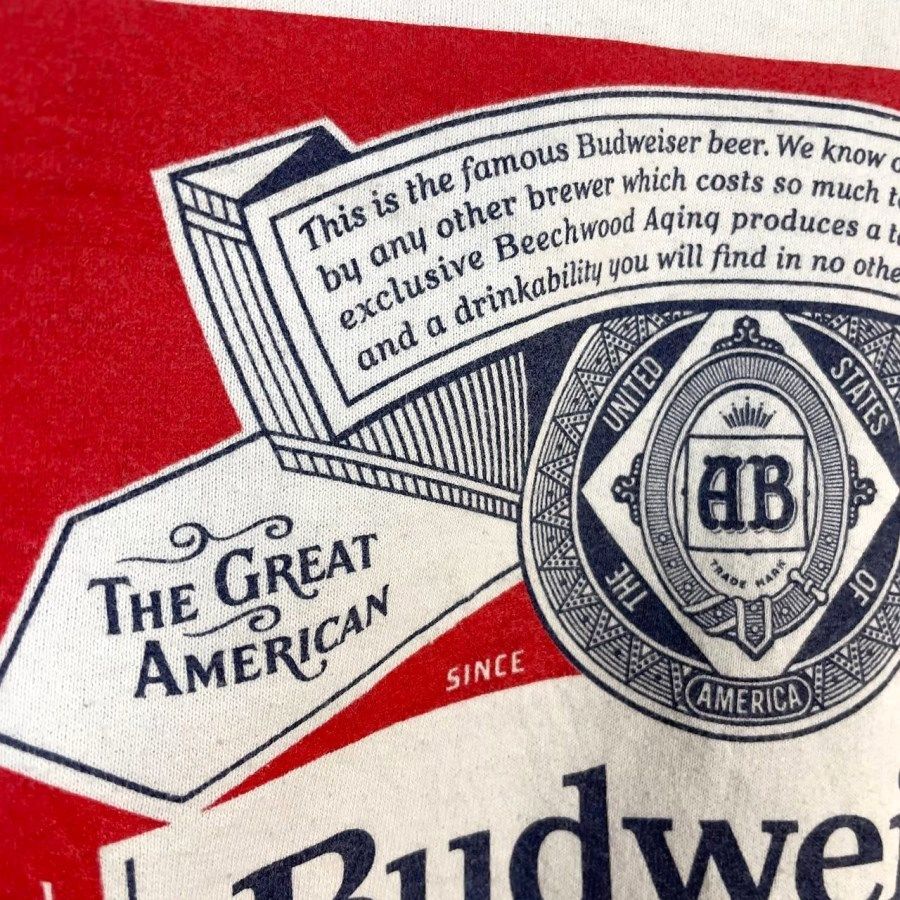 This is the famous Budweiser beer. We know
by any other brewer which costs so much
exclusive Beechwood Aging produces a
and a drinkability you will find in no
UNITED STATES
AB
TRADE MARK
THE OF
AMERICA
THE GREAT
AMERICAN
SINCE
Budwei